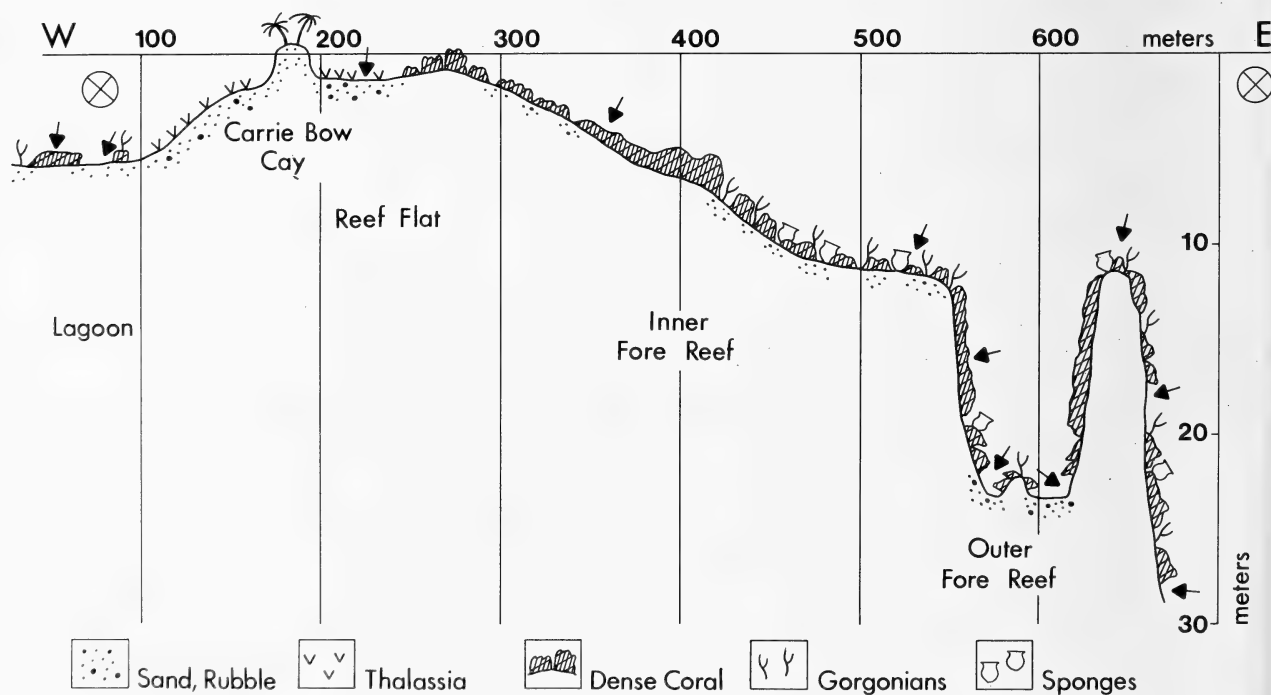 W 100 200 300 400 500 600 meters E
Carrie Bow
Cay
Reef Flat
10
Lagoon
Inner
Fore Reef
20
Outer
Fore Reef
meters
30
Sand, Rubble Thalassia Dense Coral Gorgonians Sponges